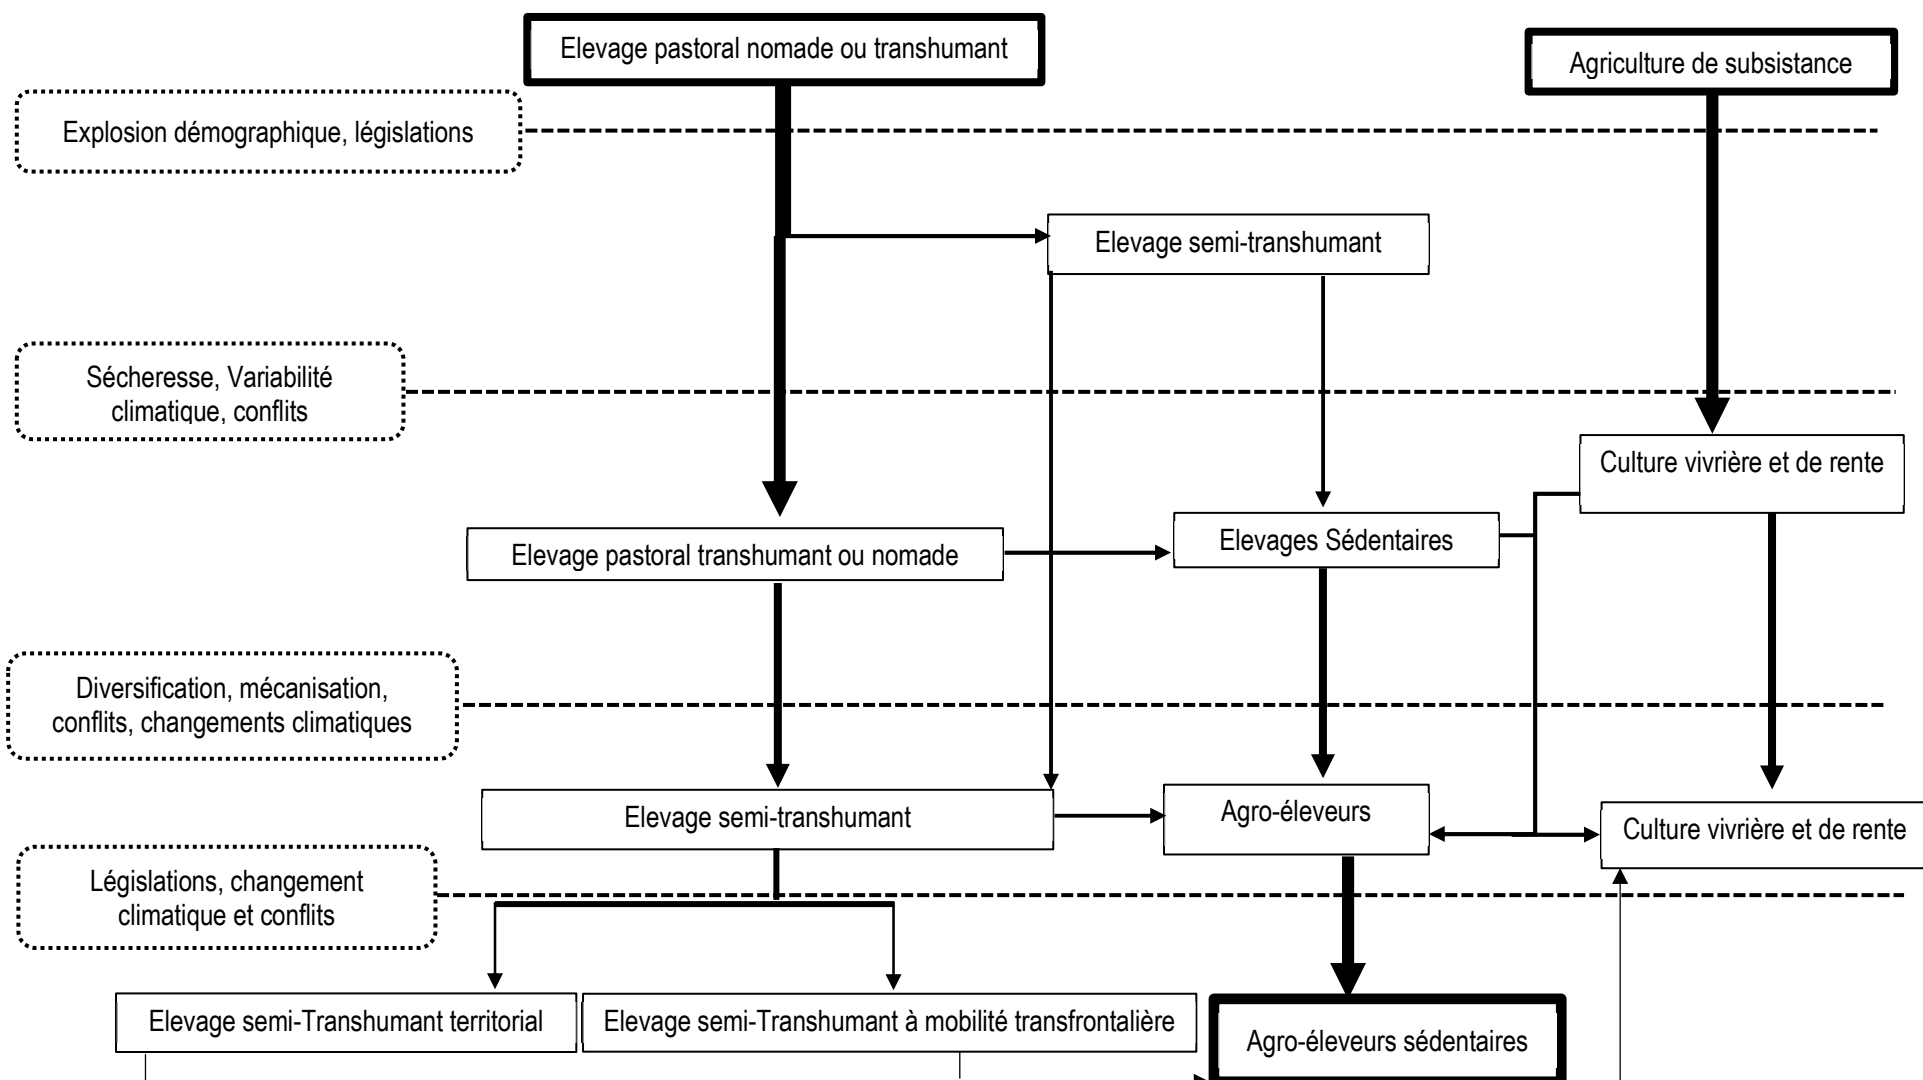 Elevage pastoral nomade ou transhumant
Agriculture de subsistance
Explosion démographique, législations
Elevage semi-transhumant
Sécheresse, Variabilité
climatique, conflits
Culture vivrière et de rente
Elevages Sédentaires
Elevage pastoral transhumant ou nomade
Diversification, mécanisation,
conflits, changements climatiques
Elevage semi-transhumant
Agro-éleveurs
Culture vivrière et de rente
Législations, changement
climatique et conflits
Elevage semi-Transhumant territorial
Elevage semi-Transhumant à mobilité transfrontalière
Agro-éleveurs sédentaires